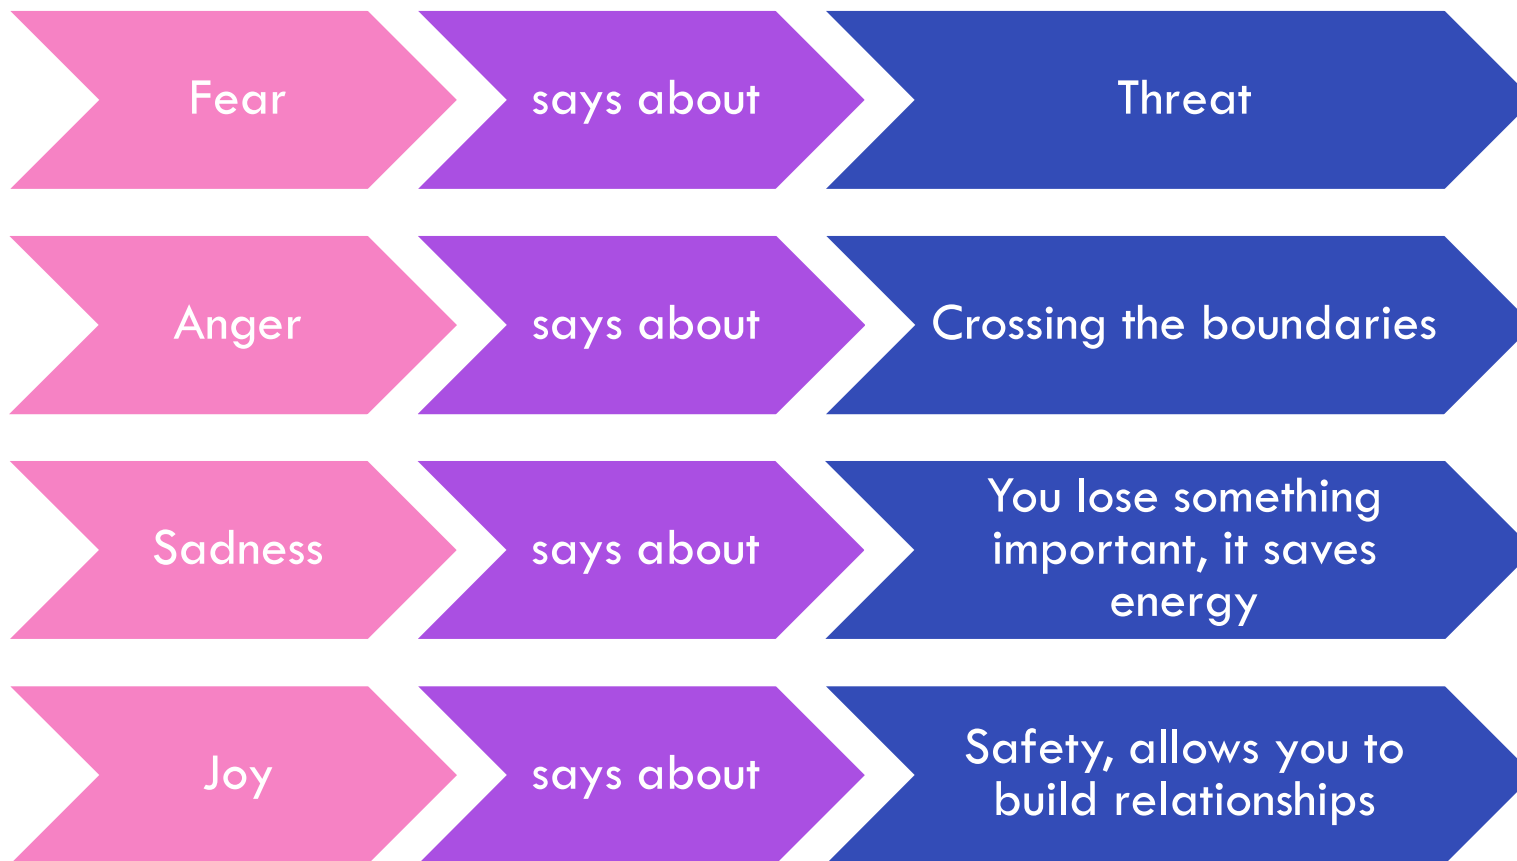 Fear says about Threat
Anger says about Crossing the boundaries
Sadness says about You lose something
important, it saves
energy
Joy says about Safety, allows you to
build relationships